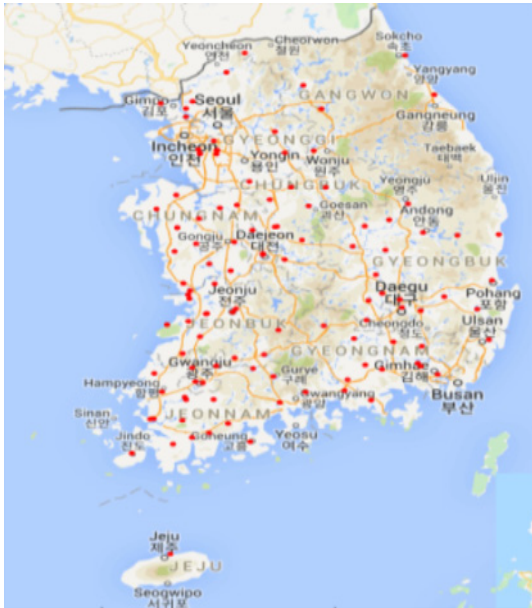 Cheorwon
철원
Yeoncheon
연천
Sokcho
속초
Yangyang
양양
GANGWON
Gimpo
김포
Seoul
서울
Gangneung
강릉
GYEONGGI
Incheon
인천
Yongin
용인
Wonju
원주
Taebaek
태백
CHUNGBUK
Yeongju
영주
Uljin
울진
CHUNGNAM
Goesan
괴산
Andong
안동
Gongju
공주
Daejeon
대전
GYEONGBUK
Jeonju
전주
Daegu
대구
Pohang
포항
JEONBUK
Cheongdo
청도
Ulsan
울산
GYEONGNAM
Gwangju
광주
Gurye
구례
Gimhae
김해
Hampyeong
함평
Gwangyang
광양
Busan
부산
Sinan
신안
JEONNAM
Jindo
진도
Goheung
고흥
Yeosu
여수
Jeju
제주
JEJU
Seogwipo
서귀포